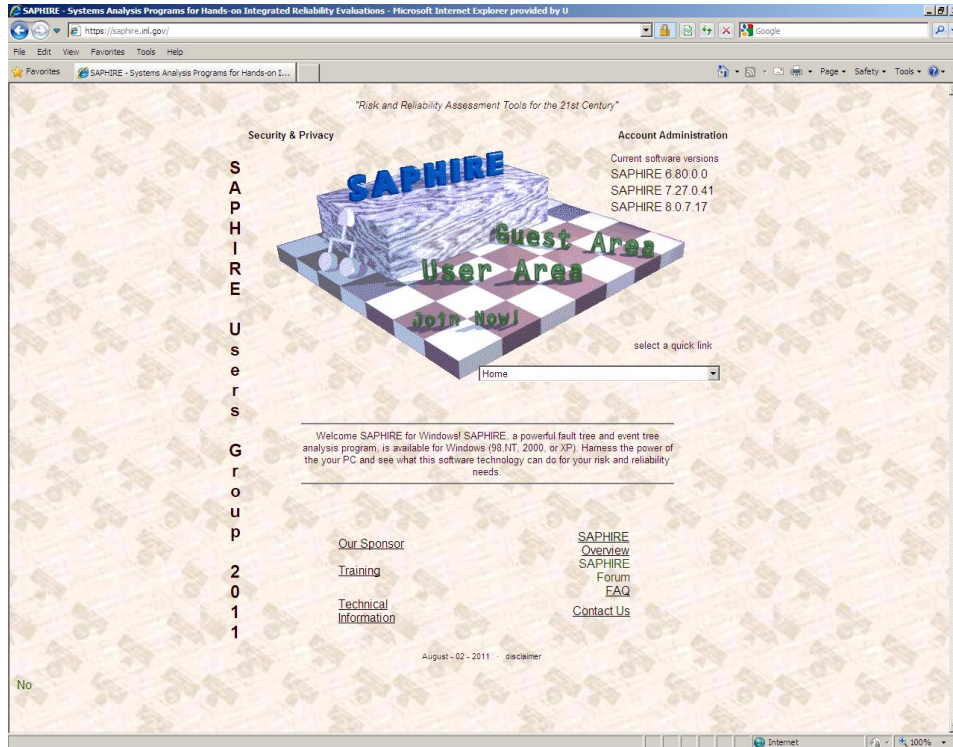 SAPHIRE - Systems Analysis Programs for Hands-on Integrated Reliability Evaluations - Microsoft Internet Explorer provided by U
https://saphire.inl.gov/
Google
File Edit View Favorites Tools Help
Favorites
SAPHIRE - Systems Analysis Programs for Hands-on I...
Page Safety Tools
"Risk and Reliability Assessment Tools for the 21st Century"
Security & Privacy
Account Administration
Current software versions
SAPHIRE 6.80.0.0
SAPHIRE 7.27.0.41
SAPHIRE 8.0.7.17
SAPHIRE Users Group 2011
SAPHIRE
Guest Area
User Area
Join Now!
select a quick link
Home
Welcome SAPHIRE for Windows! SAPHIRE, a powerful fault tree and event tree
analysis program, is available for Windows (98,NT, 2000, or XP). Harness the power of
the your PC and see what this software technology can do for your risk and reliability
needs.
Our Sponsor
Training
Technical
Information
SAPHIRE
Overview
SAPHIRE
Forum
FAQ
Contact Us
August - 02 - 2011 · disclaimer
No
Internet
100%